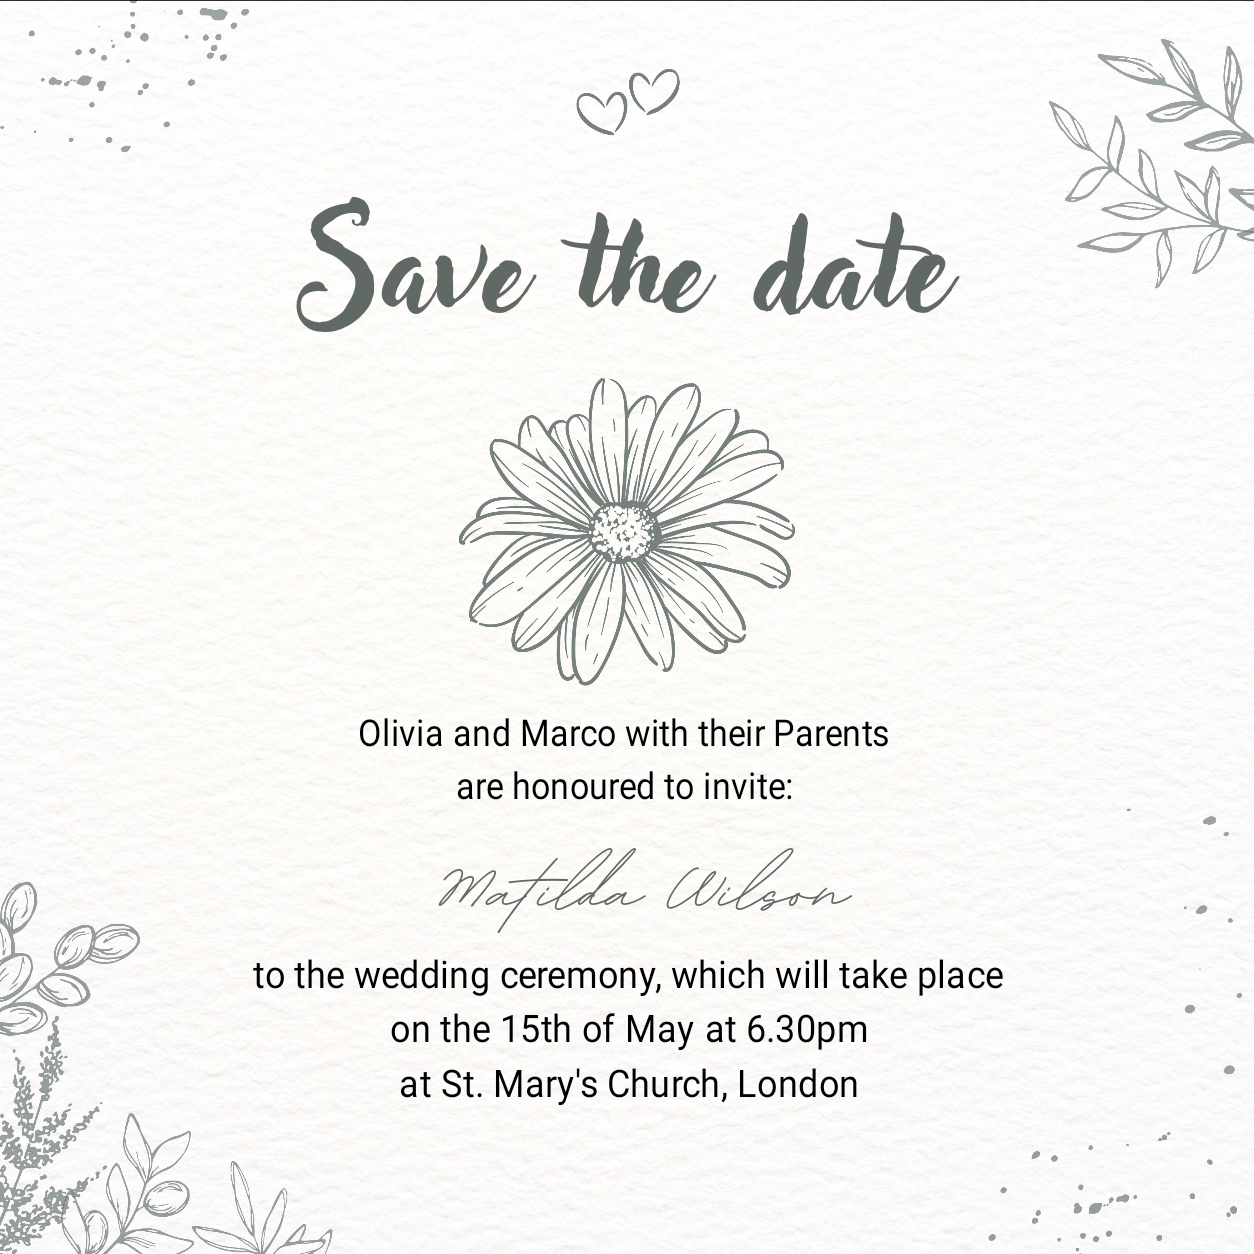 Save the date
Olivia and Marco with their Parents
are honoured to invite:
Matilda Wilson
to the wedding ceremony, which will take place
on the 15th of May at 6.30pm
at St. Mary's Church, London